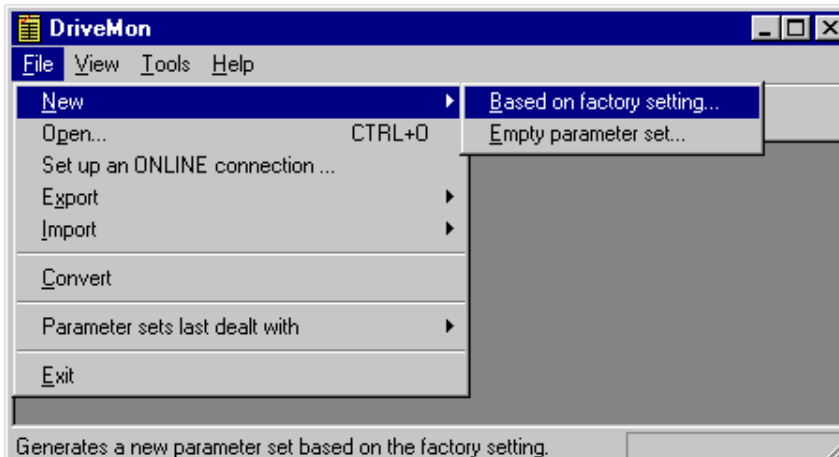 DriveMon
File View Tools Help
New
Based on factory setting...
Open... CTRL+O
Empty parameter set...
Set up an ONLINE connection ...
Export
Import
Convert
Parameter sets last dealt with
Exit
Generates a new parameter set based on the factory setting.